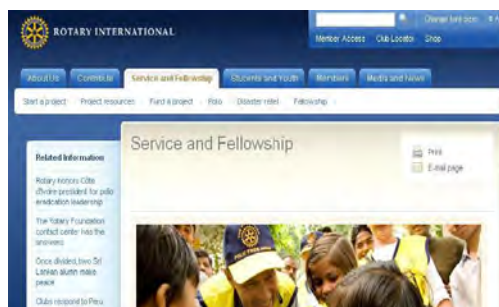 ROTARY INTERNATIONAL
Change font size:
Member Access Club Locator Shop
About Us Contribute Service and Fellowship Students and Youth Members Media and News
Start a project Project resources Fund a project Polio Disaster relief Fellowship
Service and Fellowship
Print
E-mail page
Related Information
Rotary honors Côte
d'Ivoire president for polio
eradication leadership
The Rotary Foundation
contact center has the
answers
Once divided, two Sri
Lankan alumni make
peace
Clubs respond to Peru